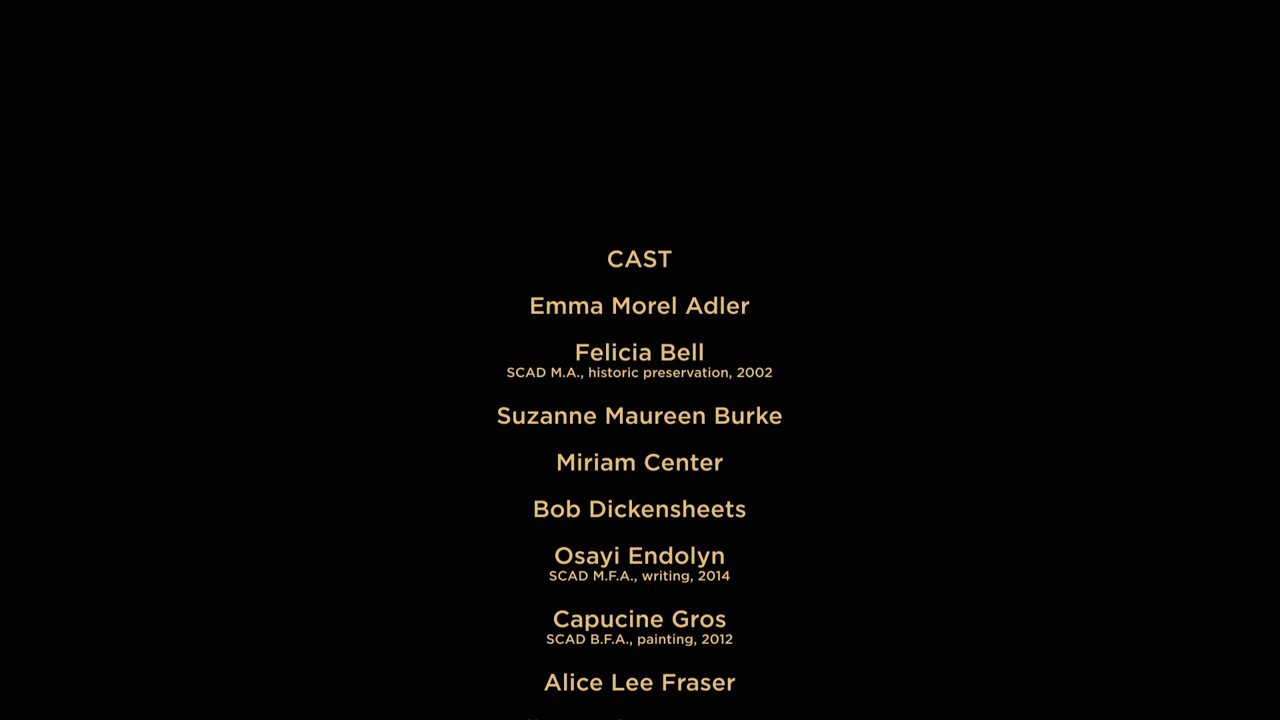 CAST
Emma Morel Adler
Felicia Bell
SCAD M.A., historic preservation, 2002
Suzanne Maureen Burke
Miriam Center
Bob Dickensheets
Osayi Endolyn
SCAD M.F.A., writing, 2014
Capucine Gros
SCAD B.F.A., painting, 2012
Alice Lee Fraser